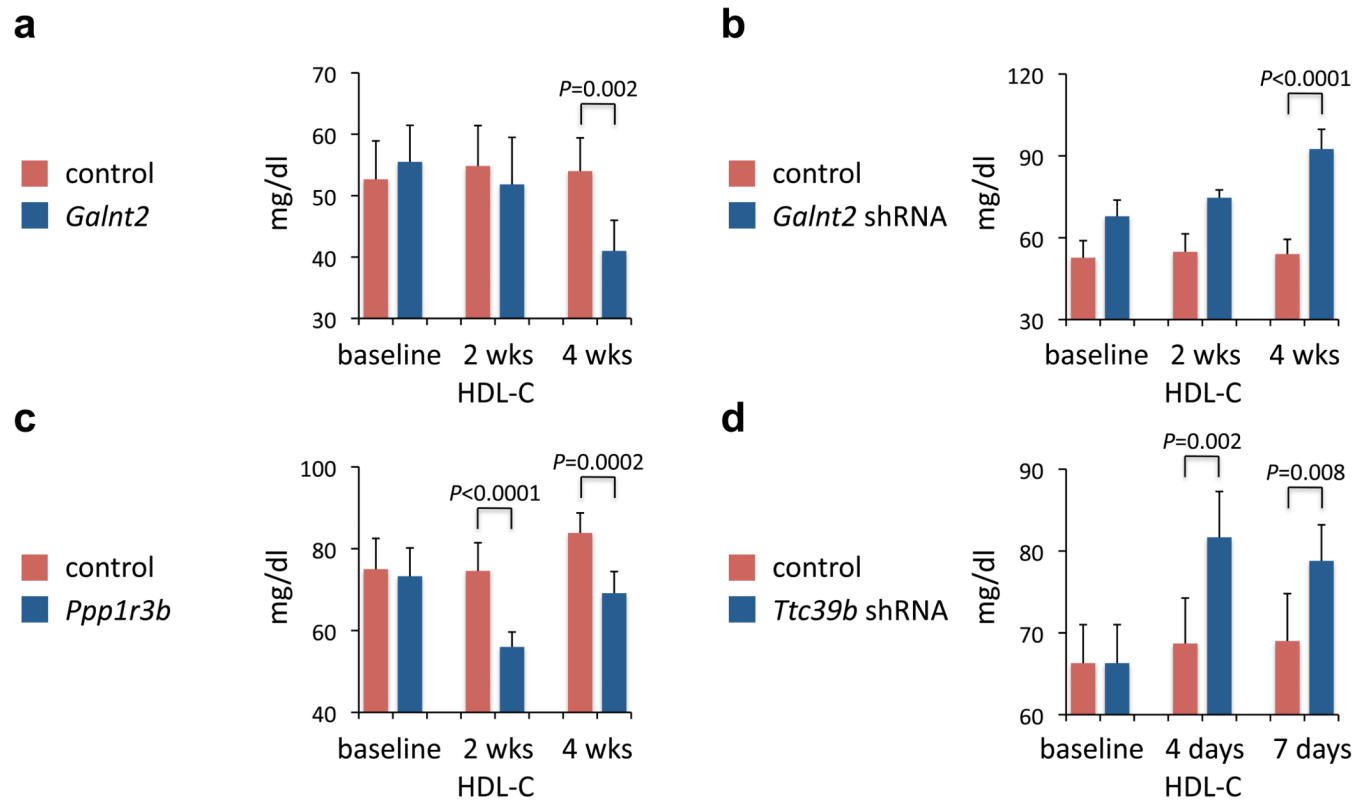 a
control
Galnt2
mg/dl
70
60
50
40
30
P=0.002
baseline 2 wks 4 wks
HDL-C
b
control
Galnt2 shRNA
mg/dl
120
90
60
30
P<0.0001
baseline 2 wks 4 wks
HDL-C
c
control
Ppp1r3b
mg/dl
100
80
60
40
P<0.0001
P=0.0002
baseline 2 wks 4 wks
HDL-C
d
control
Ttc39b shRNA
mg/dl
90
80
70
60
P=0.002
P=0.008
baseline 4 days 7 days
HDL-C